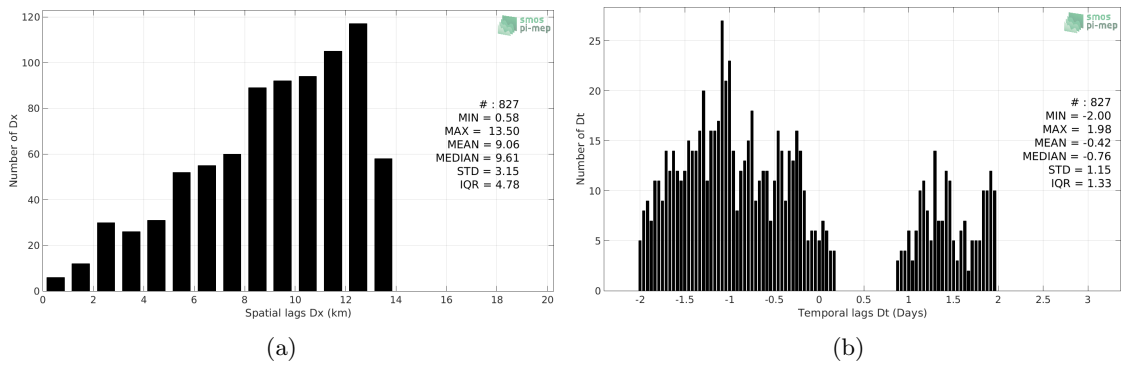 120
100
80
60
40
20
0
Number of Dx
0 2 4 6 8 10 12 14 16 18 20
Spatial lags Dx (km)
smos
pi-mep
# : 827
MIN = 0.58
MAX = 13.50
MEAN = 9.06
MEDIAN = 9.61
STD = 3.15
IQR = 4.78
(a)
25
20
15
10
5
0
Number of Dt
-2 -1.5 -1 -0.5 0 0.5 1 1.5 2 2.5 3
Temporal lags Dt (Days)
smos
pi-mep
# : 827
MIN = -2.00
MAX = 1.98
MEAN = -0.42
MEDIAN = -0.76
STD = 1.15
IQR = 1.33
(b)